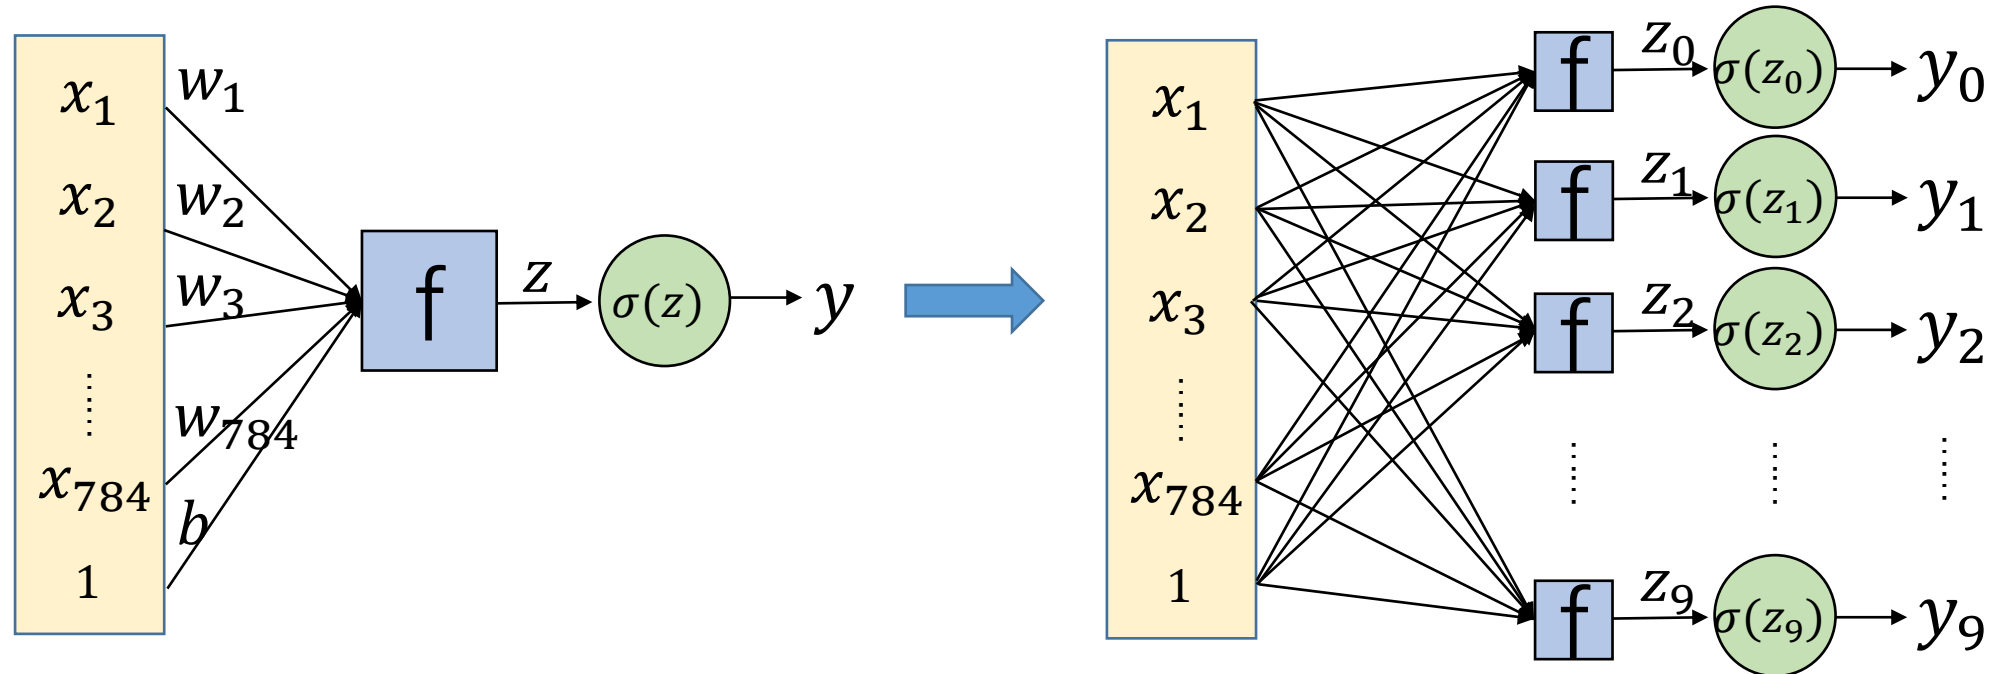 x₁
w₁
x₂
w₂
x₃
w₃
x₇₈₄
w₇₈₄
1
b
f
z
σ(z)
y
x₁
x₂
x₃
x₇₈₄
1
f z₀ σ(z₀) y₀
f z₁ σ(z₁) y₁
f z₂ σ(z₂) y₂
f z₉ σ(z₉) y₉